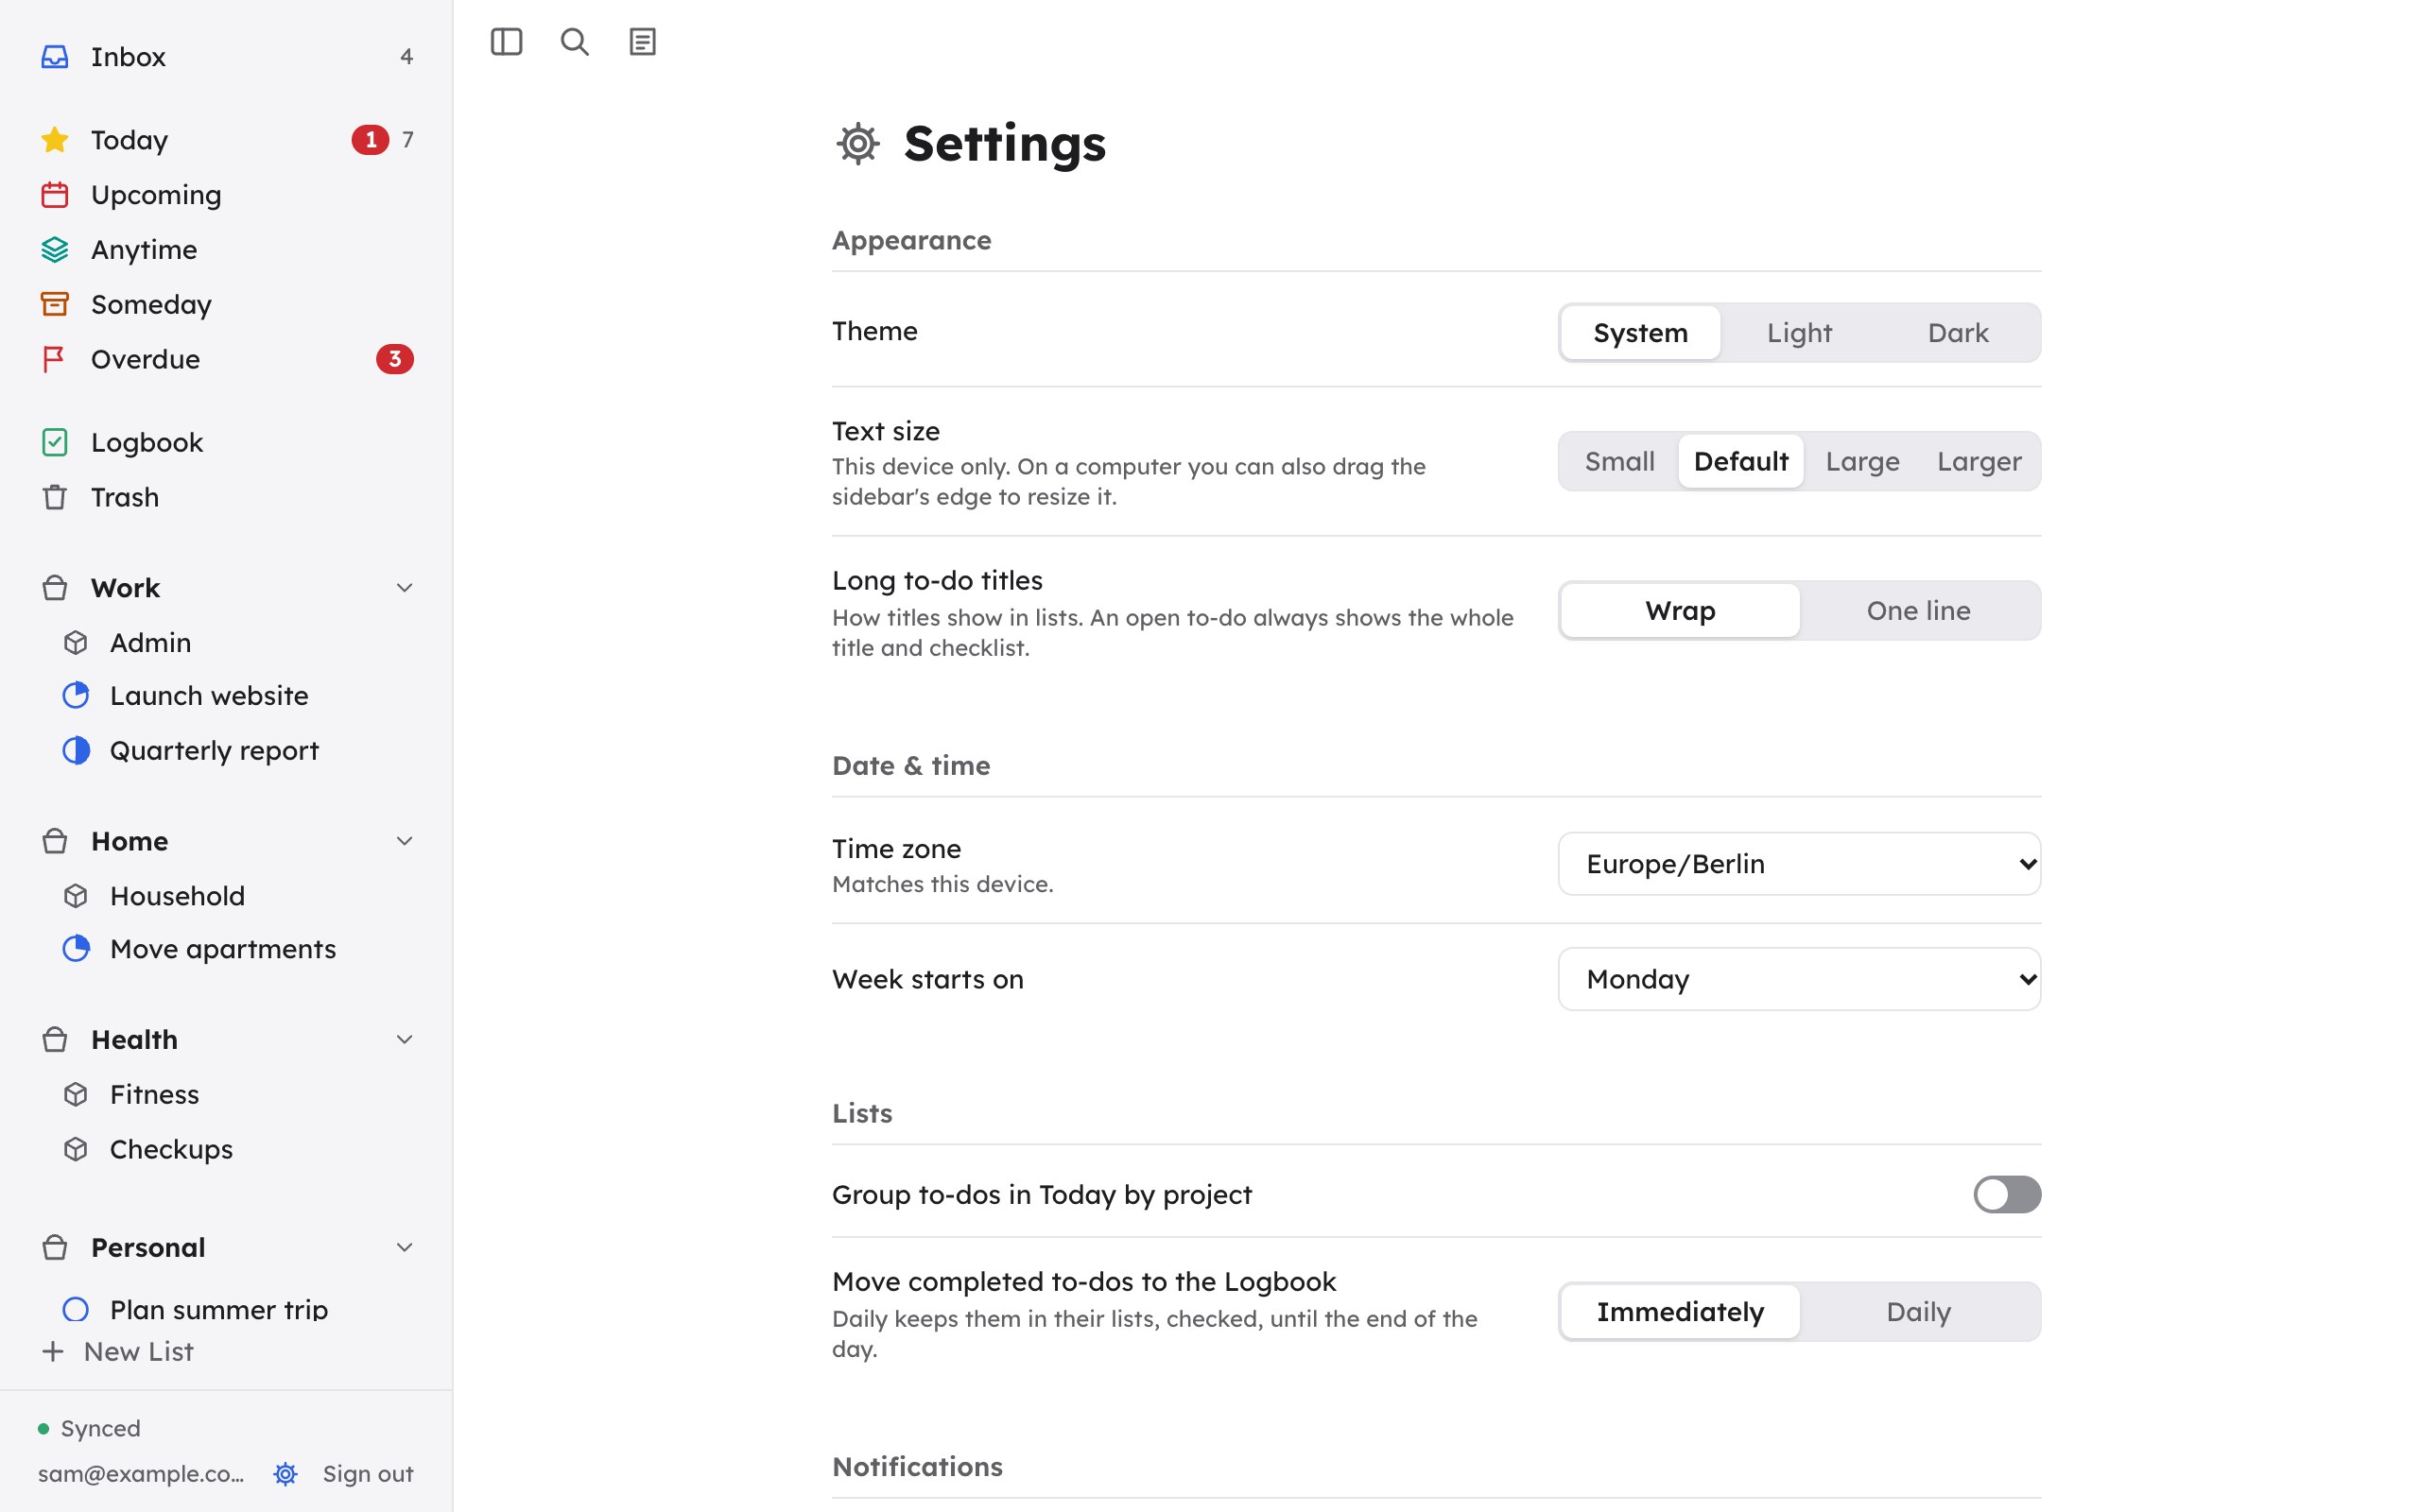 Inbox 4
Today 1 7
Upcoming
Anytime
Someday
Overdue 3
Logbook
Trash
Work
Admin
Launch website
Quarterly report
Home
Household
Move apartments
Health
Fitness
Checkups
Personal
Plan summer trip
New List
Synced
sam@example.co...
Sign out
Settings
Appearance
Theme
System Light Dark
Text size
This device only. On a computer you can also drag the
sidebar's edge to resize it.
Small Default Large Larger
Long to-do titles
How titles show in lists. An open to-do always shows the whole
title and checklist.
Wrap One line
Date & time
Time zone
Matches this device.
Europe/Berlin
Week starts on
Monday
Lists
Group to-dos in Today by project
Move completed to-dos to the Logbook
Daily keeps them in their lists, checked, until the end of the
day.
Immediately Daily
Notifications